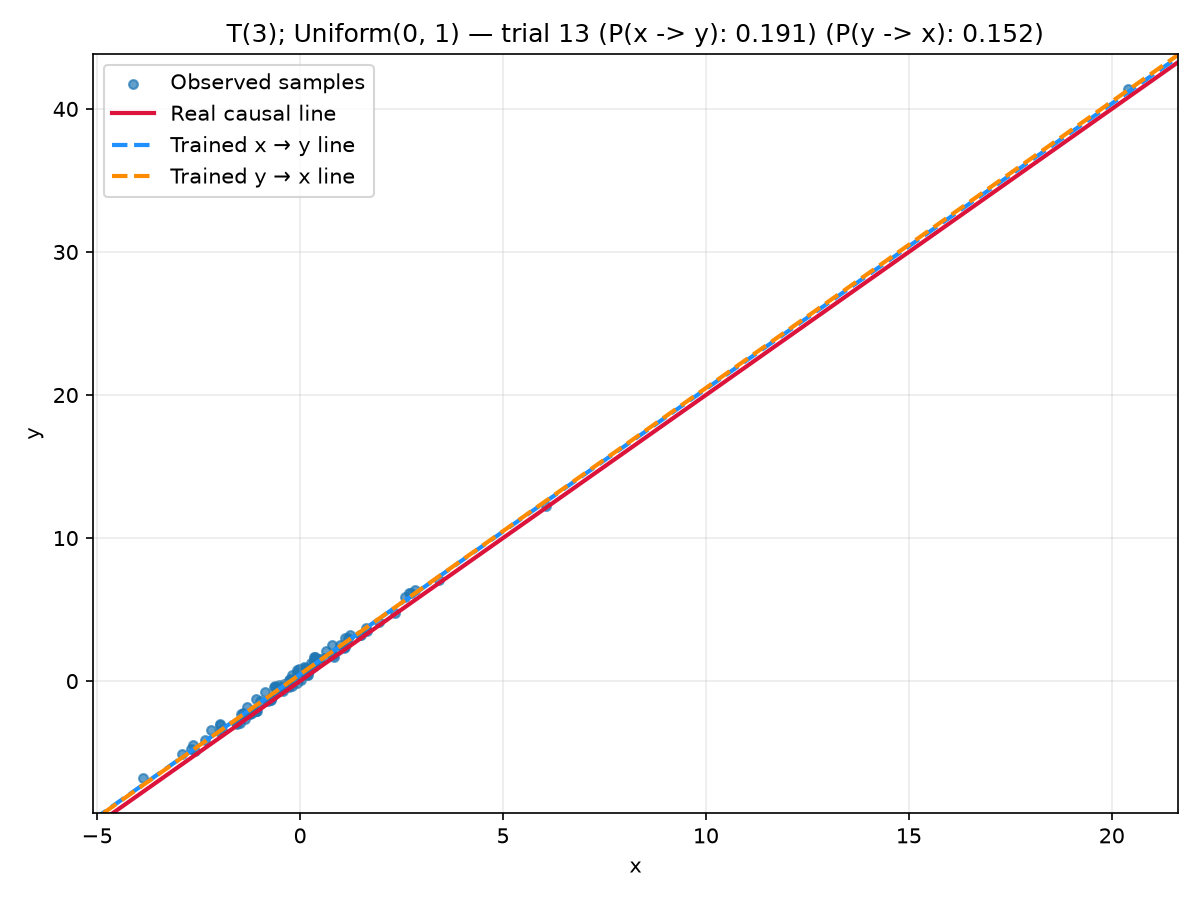 T(3); Uniform(0, 1) — trial 13 (P(x -> y): 0.191) (P(y -> x): 0.152)
Observed samples
Real causal line
Trained x → y line
Trained y → x line
40
30
20
10
0
y
−5
0
5
10
15
20
x